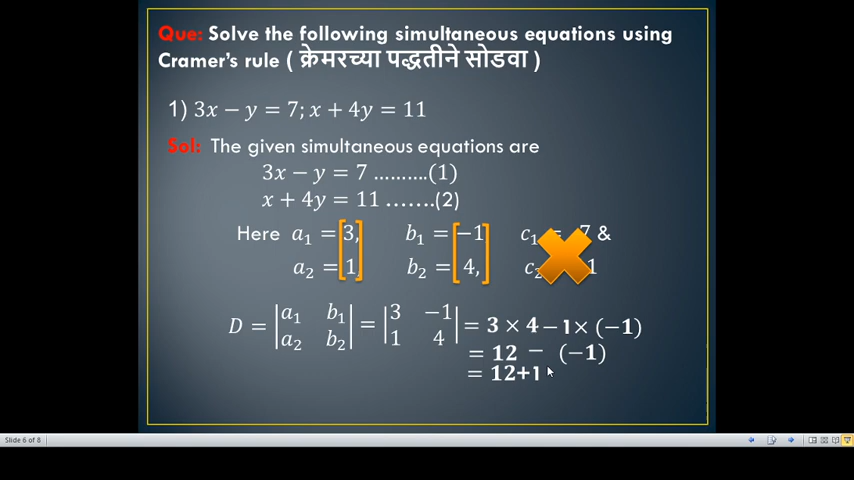 Que: Solve the following simultaneous equations using
Cramer's rule ( क्रेमरच्या पद्धतीने सोडवा )
1) 3x − y = 7; x + 4y = 11
Sol: The given simultaneous equations are
3x − y = 7 ..........(1)
x + 4y = 11 .......(2)
Here a₁ = 3, b₁ = −1 c₁ = 7 &
a₂ = 1, b₂ = 4, c₂ 1
D = |a₁ b₁| = |3 −1| = 3 × 4 − 1 × (−1)
|a₂ b₂| |1 4|
= 12 − (−1)
= 12+1
Slide 6 of 8